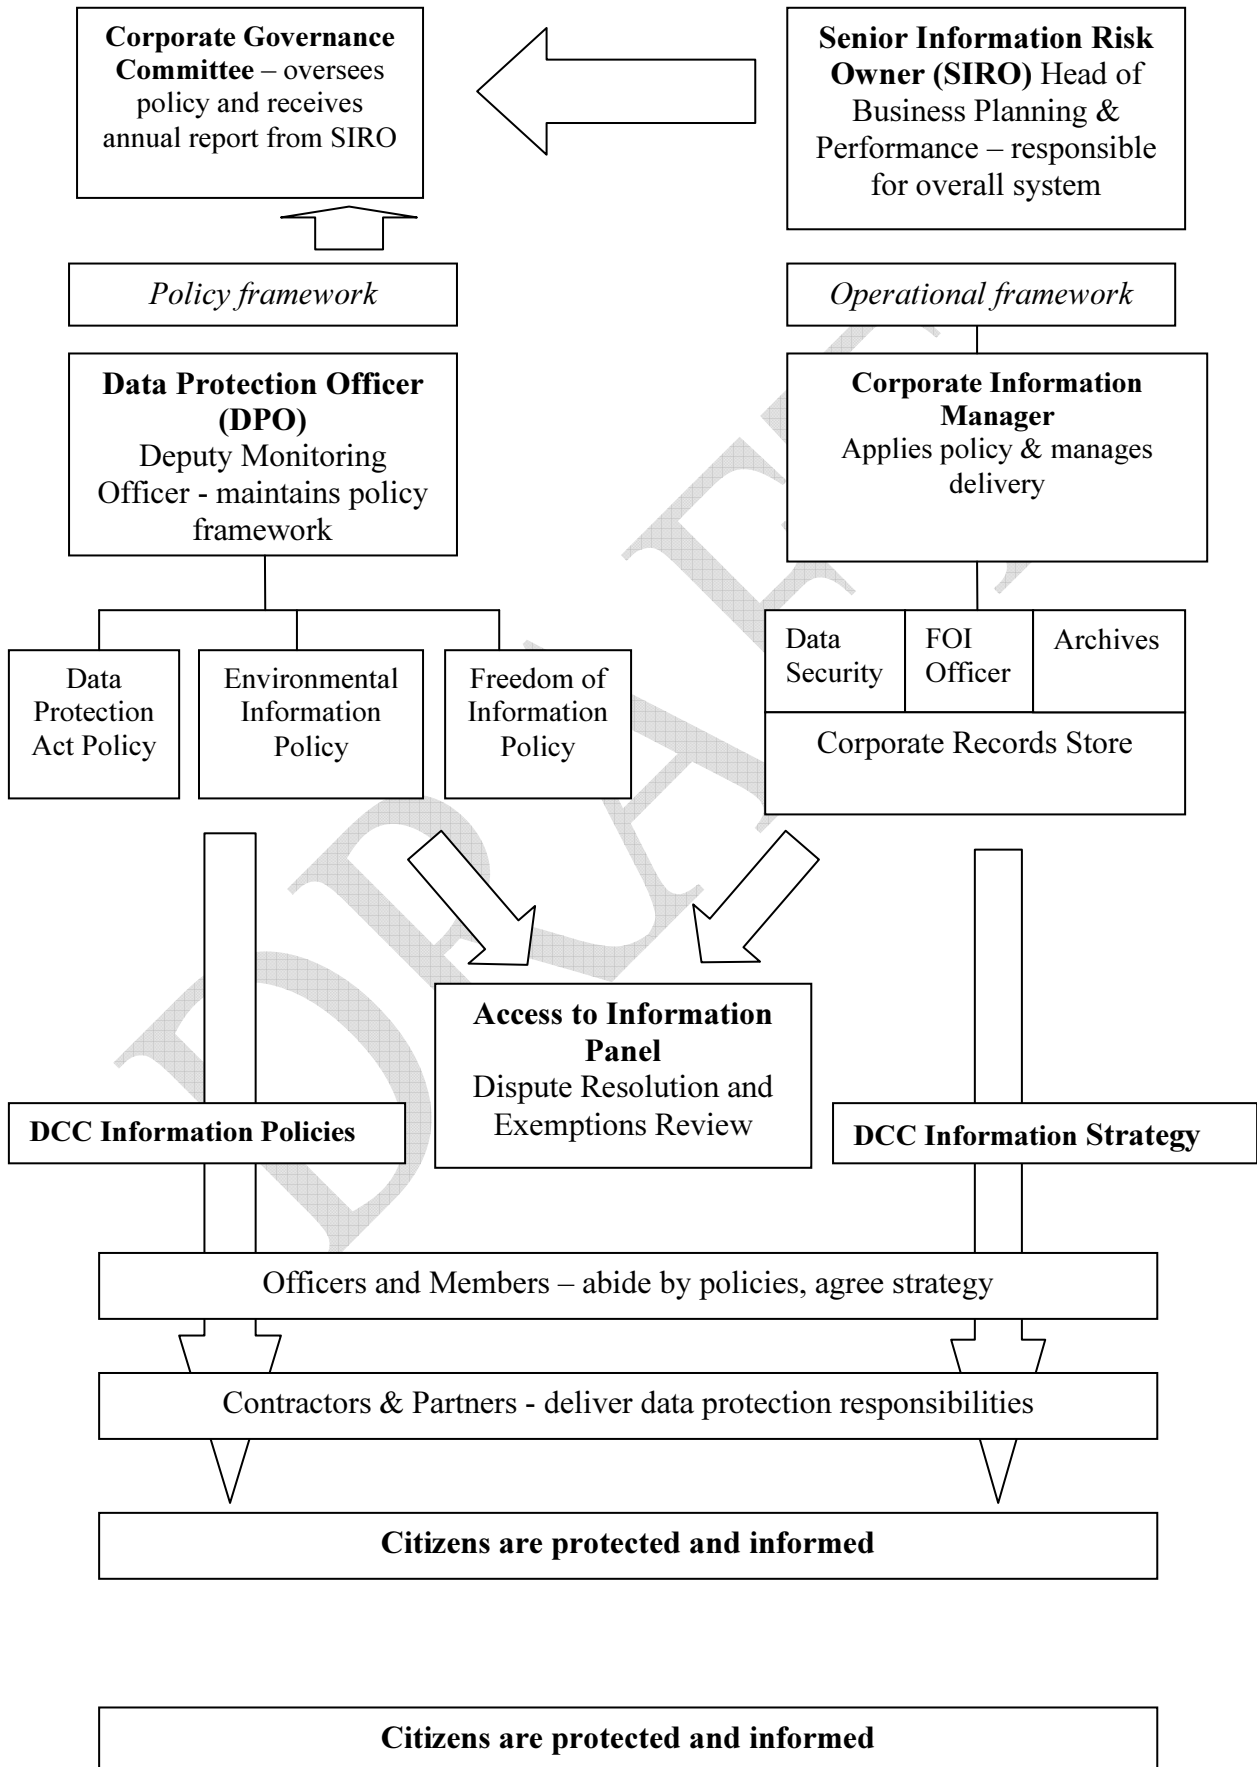 Corporate Governance
Committee – oversees
policy and receives
annual report from SIRO
Senior Information Risk
Owner (SIRO) Head of
Business Planning &
Performance – responsible
for overall system
Policy framework
Operational framework
Data Protection Officer
(DPO)
Deputy Monitoring
Officer - maintains policy
framework
Corporate Information
Manager
Applies policy & manages
delivery
Data
Protection
Act Policy
Environmental
Information
Policy
Freedom of
Information
Policy
Data
Security
FOI
Officer
Archives
Corporate Records Store
DRAFT
Access to Information
Panel
Dispute Resolution and
Exemptions Review
DCC Information Policies
DCC Information Strategy
Officers and Members – abide by policies, agree strategy
Contractors & Partners - deliver data protection responsibilities
Citizens are protected and informed
Citizens are protected and informed